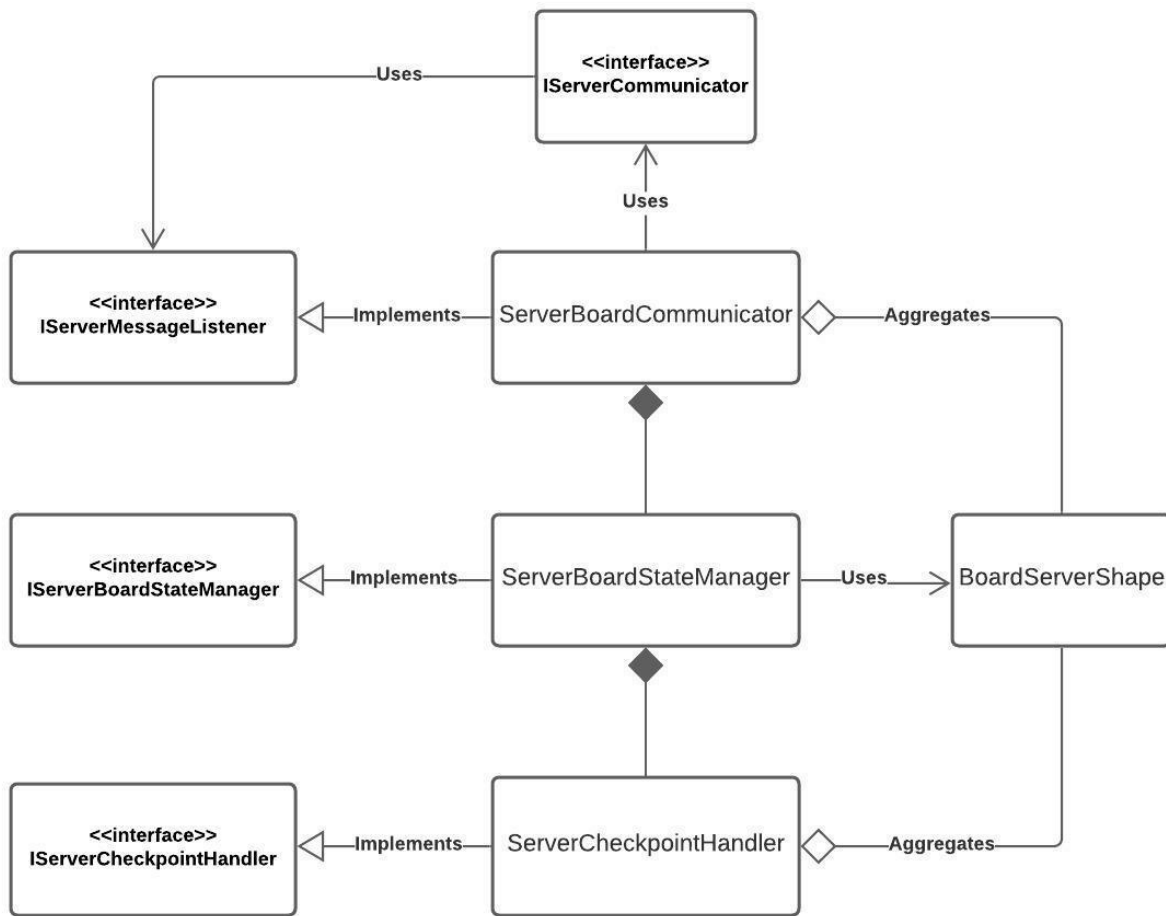 <<interface>>
IServerCommunicator
Uses
Uses
<<interface>>
IServerMessageListener
Implements
ServerBoardCommunicator
Aggregates
<<interface>>
IServerBoardStateManager
Implements
ServerBoardStateManager
Uses
BoardServerShape
<<interface>>
IServerCheckpointHandler
Implements
ServerCheckpointHandler
Aggregates